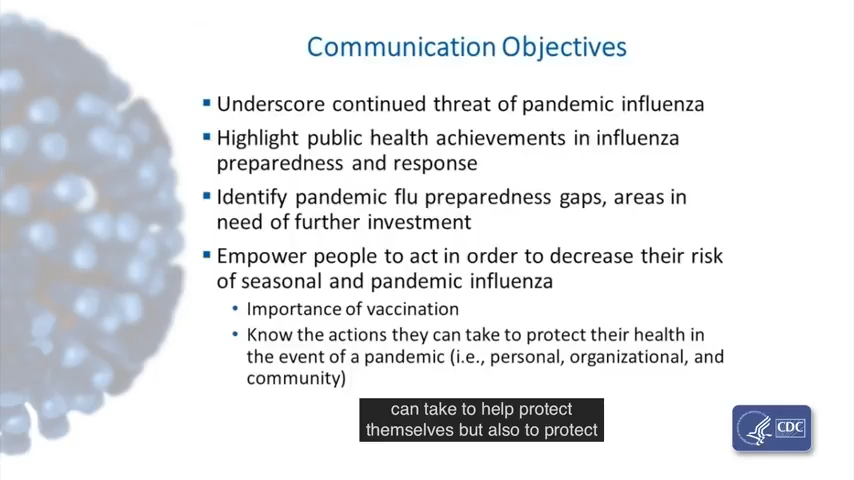 Communication Objectives
▪ Underscore continued threat of pandemic influenza
▪ Highlight public health achievements in influenza
preparedness and response
▪ Identify pandemic flu preparedness gaps, areas in
need of further investment
▪ Empower people to act in order to decrease their risk
of seasonal and pandemic influenza
• Importance of vaccination
• Know the actions they can take to protect their health in
the event of a pandemic (i.e., personal, organizational, and
community)
can take to help protect
themselves but also to protect
CDC